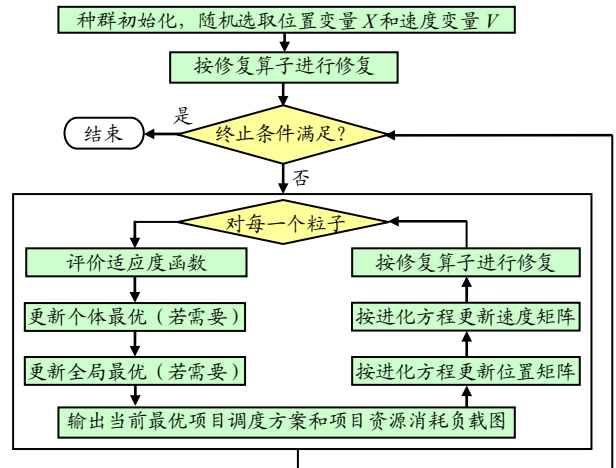 种群初始化，随机选取位置变量 X 和速度变量 V
按修复算子进行修复
终止条件满足？
是
结束
否
对每一个粒子
评价适应度函数
更新个体最优（若需要）
更新全局最优（若需要）
输出当前最优项目调度方案和项目资源消耗负载图
按进化方程更新位置矩阵
按进化方程更新速度矩阵
按修复算子进行修复